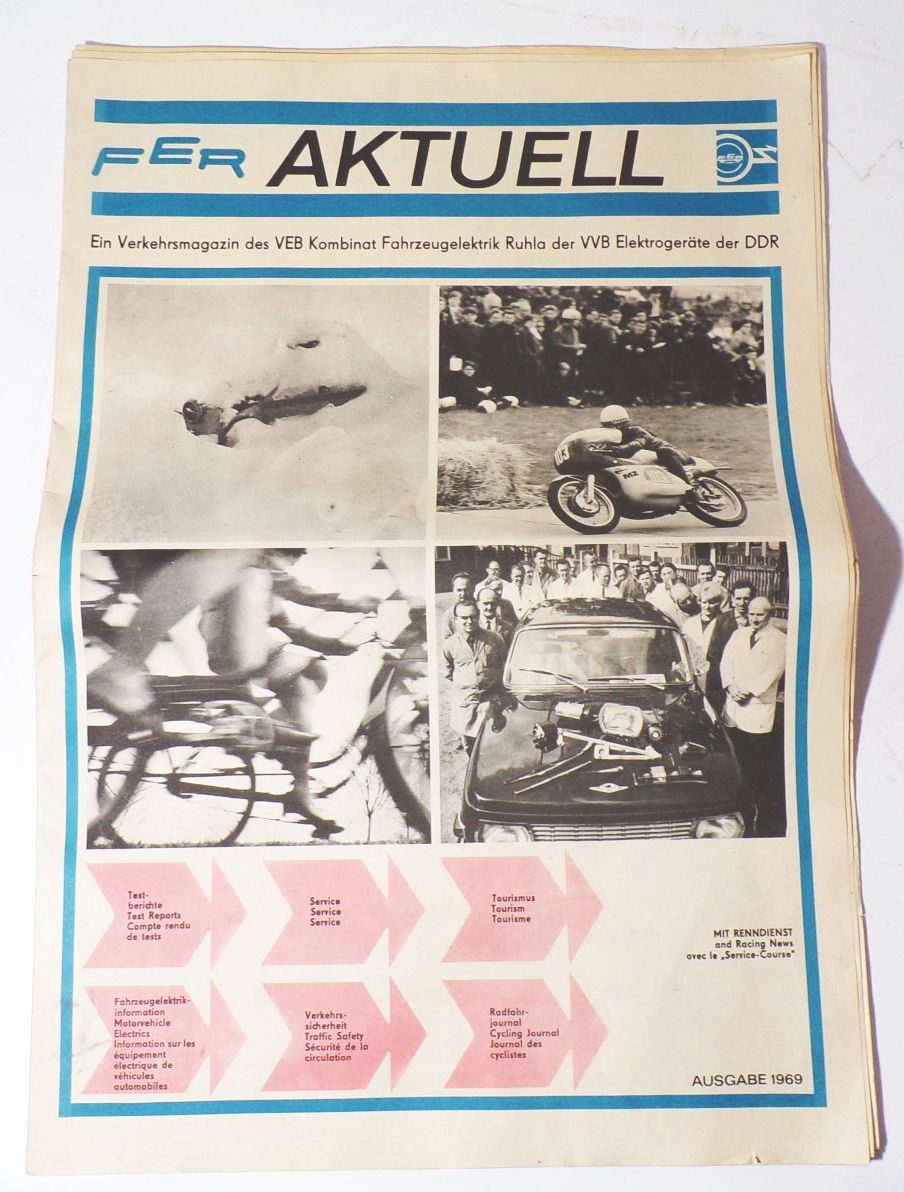 FER AKTUELL
FER
Ein Verkehrsmagazin des VEB Kombinat Fahrzeugelektrik Ruhla der VVB Elektrogeräte der DDR
MZ
Test-
berichte
Test Reports
Compte rendu
de tests
Service
Service
Service
Tourismus
Tourism
Tourisme
MIT RENNDIENST
and Racing News
avec le „Service-Course"
Fahrzeugelektrik-
information
Motorvehicle
Electrics
Information sur les
équipement
électrique de
véhicules
automobiles
Verkehrs-
sicherheit
Traffic Safety
Sécurité de la
circulation
Radfahr-
journal
Cycling Journal
Journal des
cyclistes
AUSGABE 1969